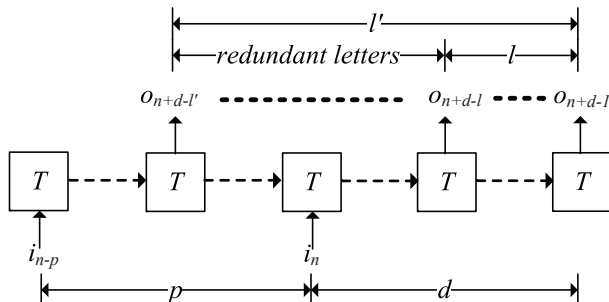 l'
redundant letters l
o_{n+d-l'} o_{n+d-l} o_{n+d-1}
T T T T T
i_{n-p} i_n
p d